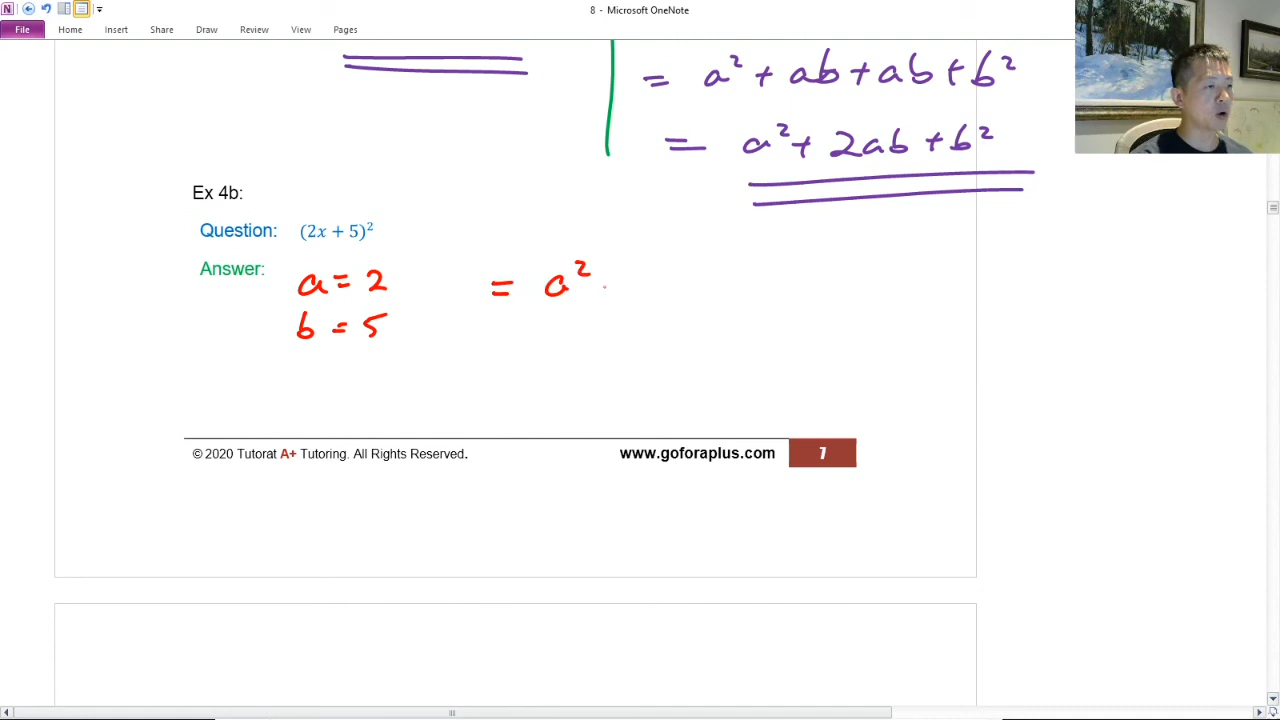 8 - Microsoft OneNote
File Home Insert Share Draw Review View Pages
= a² + ab + ab + b²
= a² + 2ab + b²
Ex 4b:
Question: (2x + 5)²
Answer:
a = 2 = a²
b = 5
© 2020 Tutorat A+ Tutoring. All Rights Reserved. www.goforaplus.com 7